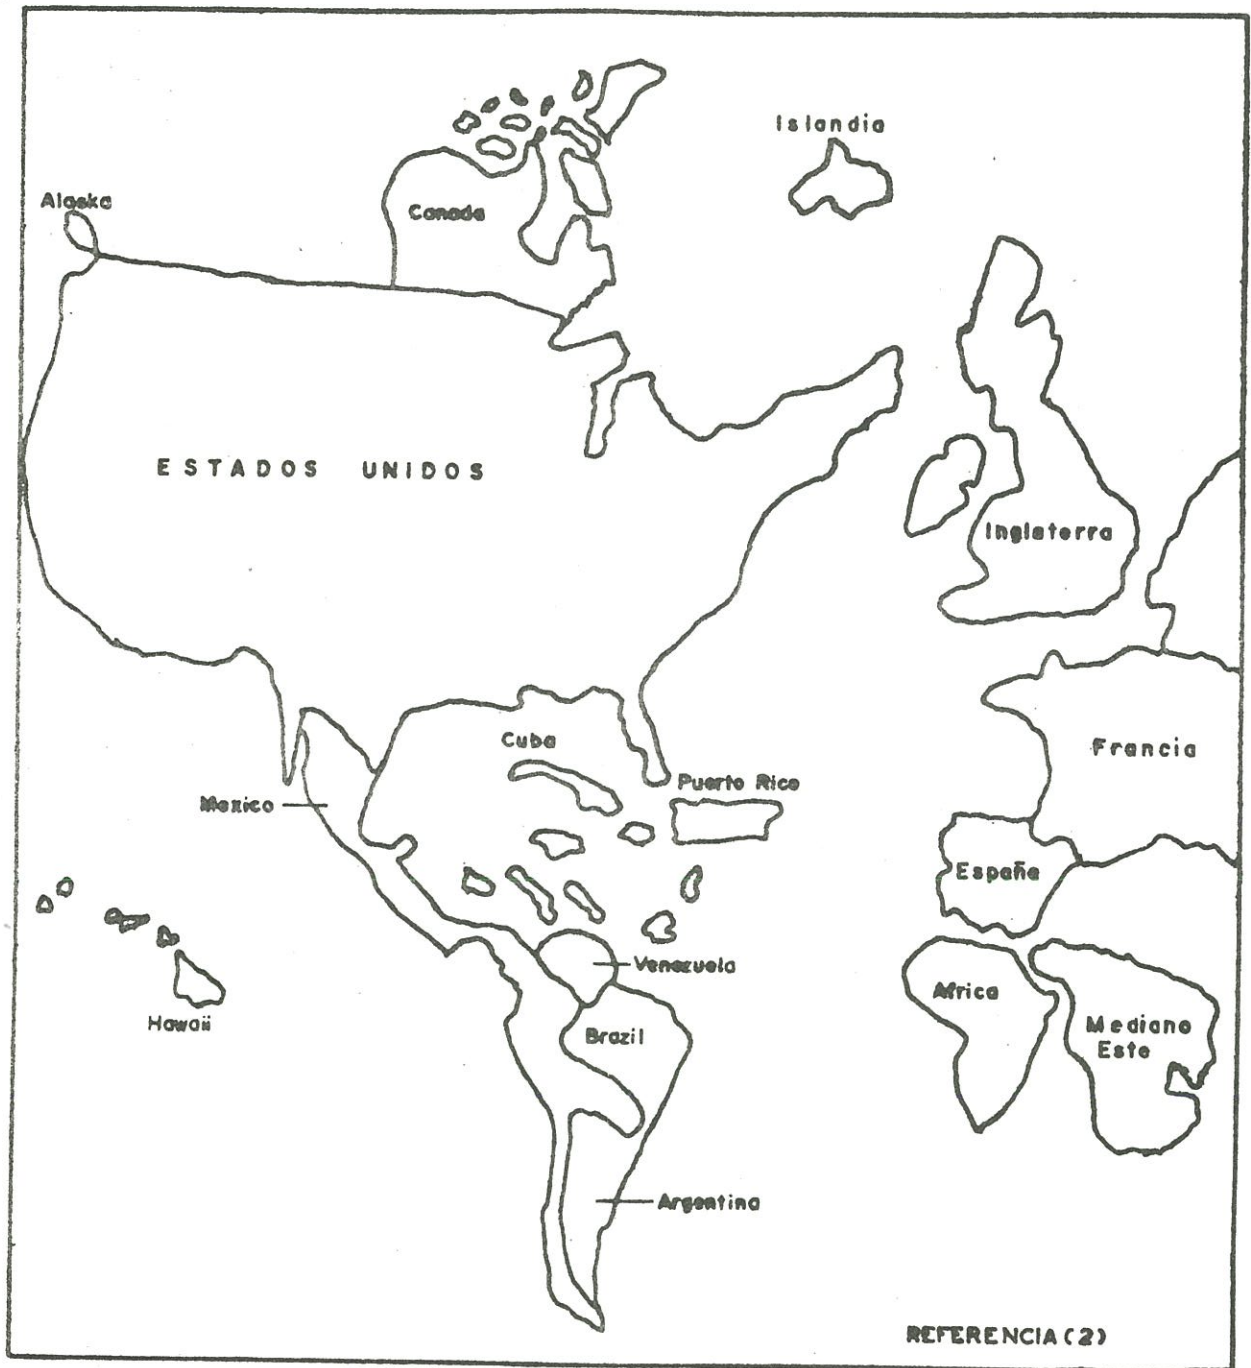 Islandia
Alaska
Canada
ESTADOS UNIDOS
Inglaterra
Francia
Cuba
Puerto Rico
Mexico
España
Venezuela
Africa
Hawaii
Mediano
Este
Brazil
Argentina
REFERENCIA (2)